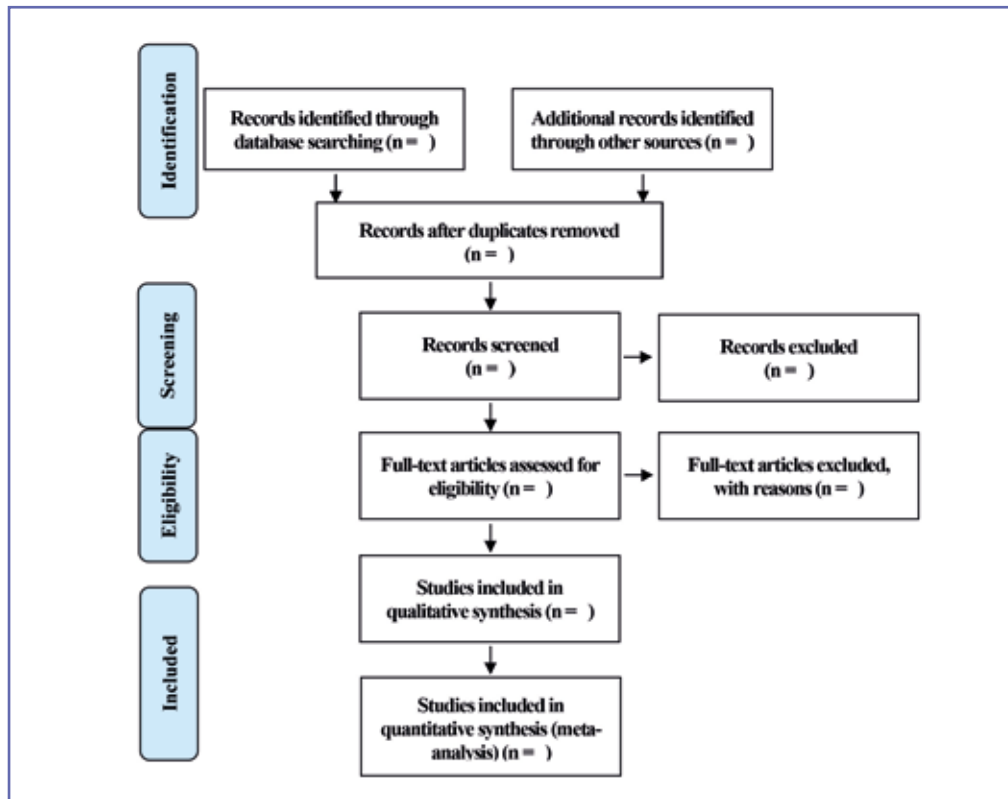 Identification
Records identified through
database searching (n =   )
Additional records identified
through other sources (n =   )
Records after duplicates removed
(n =   )
Screening
Records screened
(n =   )
Records excluded
(n =   )
Eligibility
Full-text articles assessed for
eligibility (n =   )
Full-text articles excluded,
with reasons (n =   )
Included
Studies included in
qualitative synthesis (n =   )
Studies included in
quantitative synthesis (meta-
analysis) (n =   )